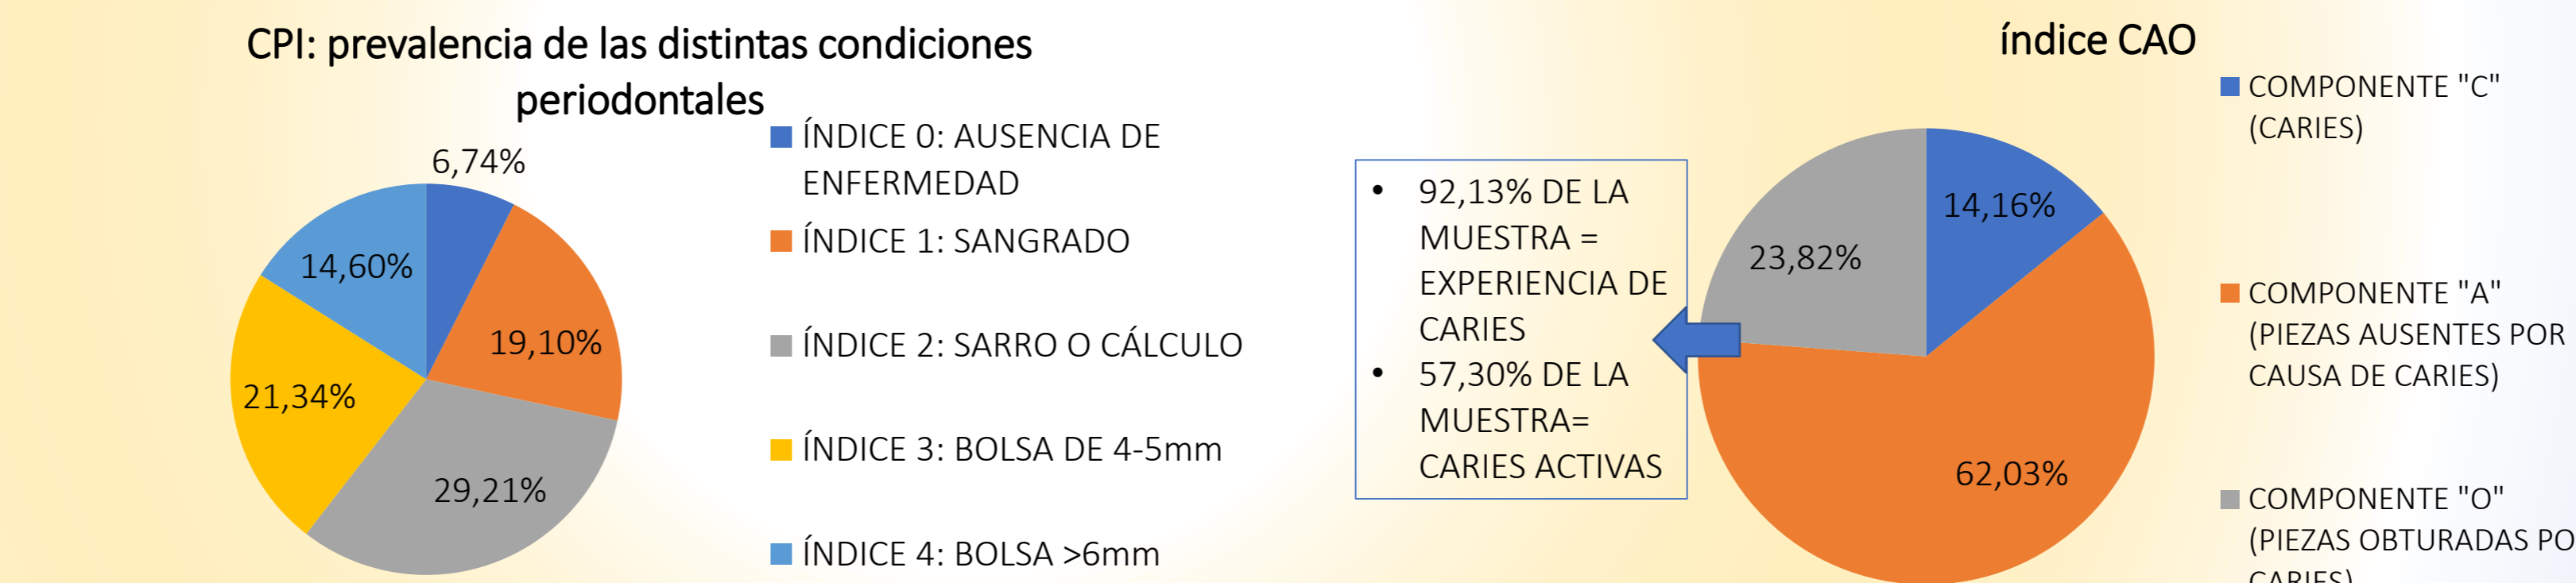 CPI: prevalencia de las distintas condiciones
periodontales
6,74%
19,10%
29,21%
21,34%
14,60%
ÍNDICE 0: AUSENCIA DE
ENFERMEDAD
ÍNDICE 1: SANGRADO
ÍNDICE 2: SARRO O CÁLCULO
ÍNDICE 3: BOLSA DE 4-5mm
ÍNDICE 4: BOLSA >6mm
• 92,13% DE LA
MUESTRA =
EXPERIENCIA DE
CARIES
• 57,30% DE LA
MUESTRA=
CARIES ACTIVAS
índice CAO
14,16%
62,03%
23,82%
COMPONENTE "C"
(CARIES)
COMPONENTE "A"
(PIEZAS AUSENTES POR
CAUSA DE CARIES)
COMPONENTE "O"
(PIEZAS OBTURADAS PO
CARIES)